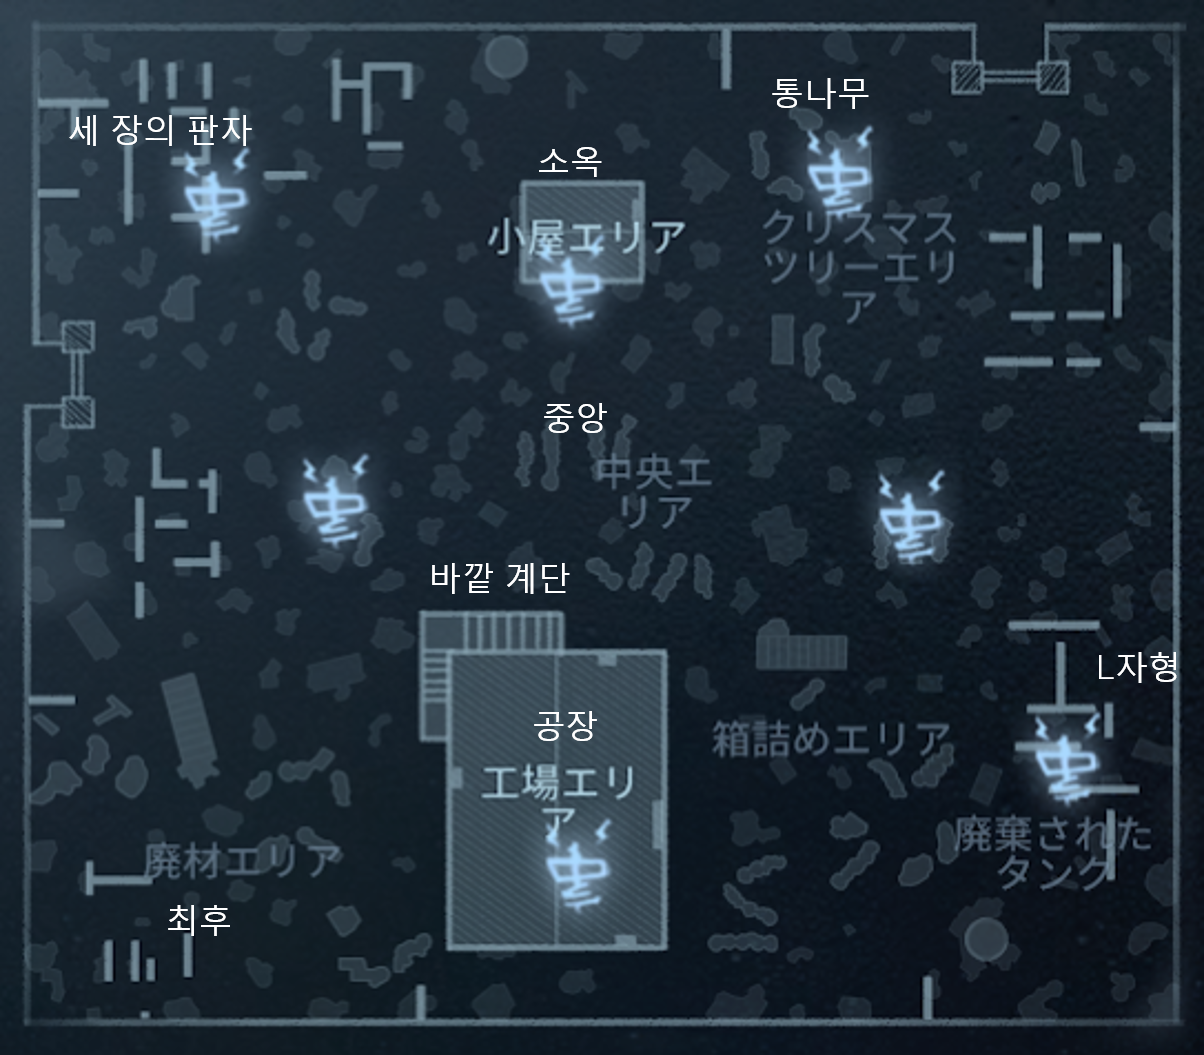 통나무
세 장의 판자
소옥
小屋エリア
クリスマス
ツリーエリ
ア
중앙
中央エ
リア
바깥 계단
L자형
공장
箱詰めエリア
工場エリ
ア
廃棄された
タンク
廃材エリア
최후